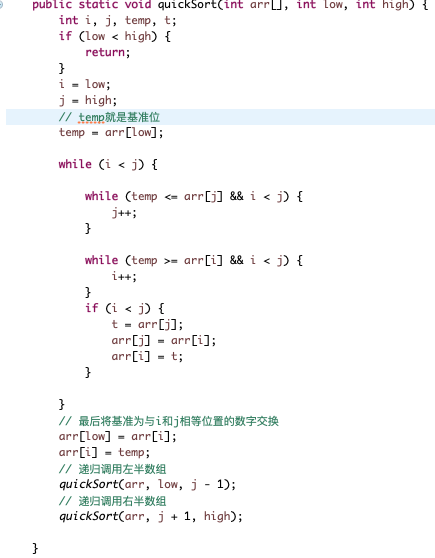 public static void quickSort(int arr[], int low, int high) {
int i, j, temp, t;
if (low < high) {
return;
}
i = low;
j = high;
// temp就是基准位
temp = arr[low];
while (i < j) {
while (temp <= arr[j] && i < j) {
j++;
}
while (temp >= arr[i] && i < j) {
i++;
}
if (i < j) {
t = arr[j];
arr[j] = arr[i];
arr[i] = t;
}
}
// 最后将基准为与i和j相等位置的数字交换
arr[low] = arr[i];
arr[i] = temp;
// 递归调用左半数组
quickSort(arr, low, j - 1);
// 递归调用右半数组
quickSort(arr, j + 1, high);
}